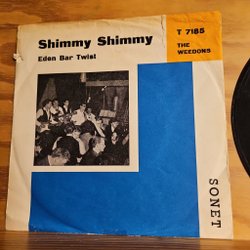 Shimmy Shimmy
Eden Bar Twist
T 7185
THE
WEEDONS
SONET